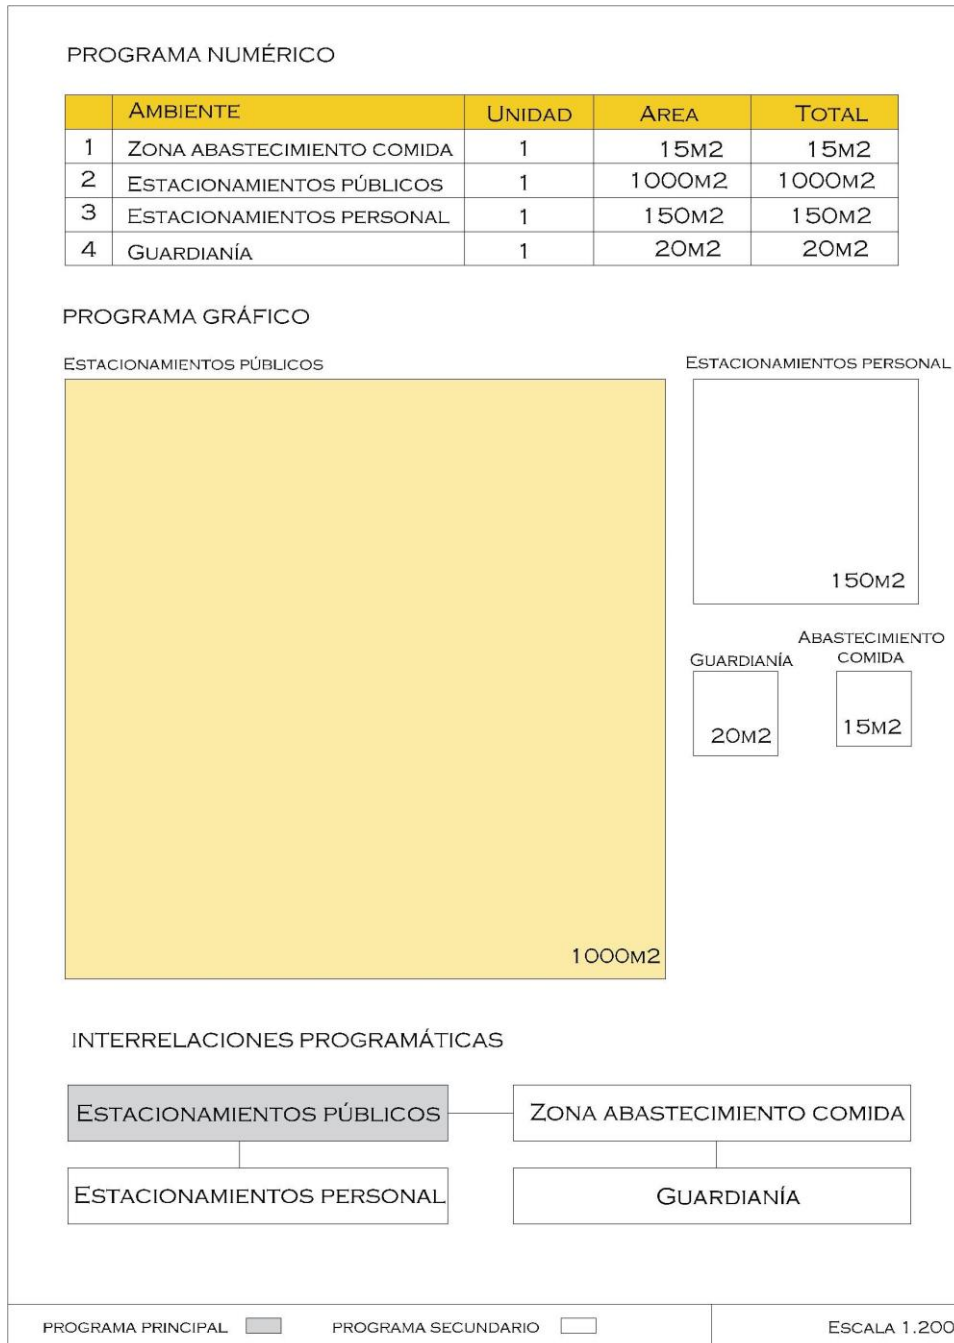 PROGRAMA NUMÉRICO
AMBIENTE UNIDAD AREA TOTAL
1 ZONA ABASTECIMIENTO COMIDA 1 15M2 15M2
2 ESTACIONAMIENTOS PÚBLICOS 1 1000M2 1000M2
3 ESTACIONAMIENTOS PERSONAL 1 150M2 150M2
4 GUARDIANÍA 1 20M2 20M2
PROGRAMA GRÁFICO
ESTACIONAMIENTOS PÚBLICOS
ESTACIONAMIENTOS PERSONAL
150M2
GUARDIANÍA
ABASTECIMIENTO
COMIDA
20M2
15M2
1000M2
INTERRELACIONES PROGRAMÁTICAS
ESTACIONAMIENTOS PÚBLICOS
ZONA ABASTECIMIENTO COMIDA
ESTACIONAMIENTOS PERSONAL
GUARDIANÍA
PROGRAMA PRINCIPAL
PROGRAMA SECUNDARIO
ESCALA 1.200